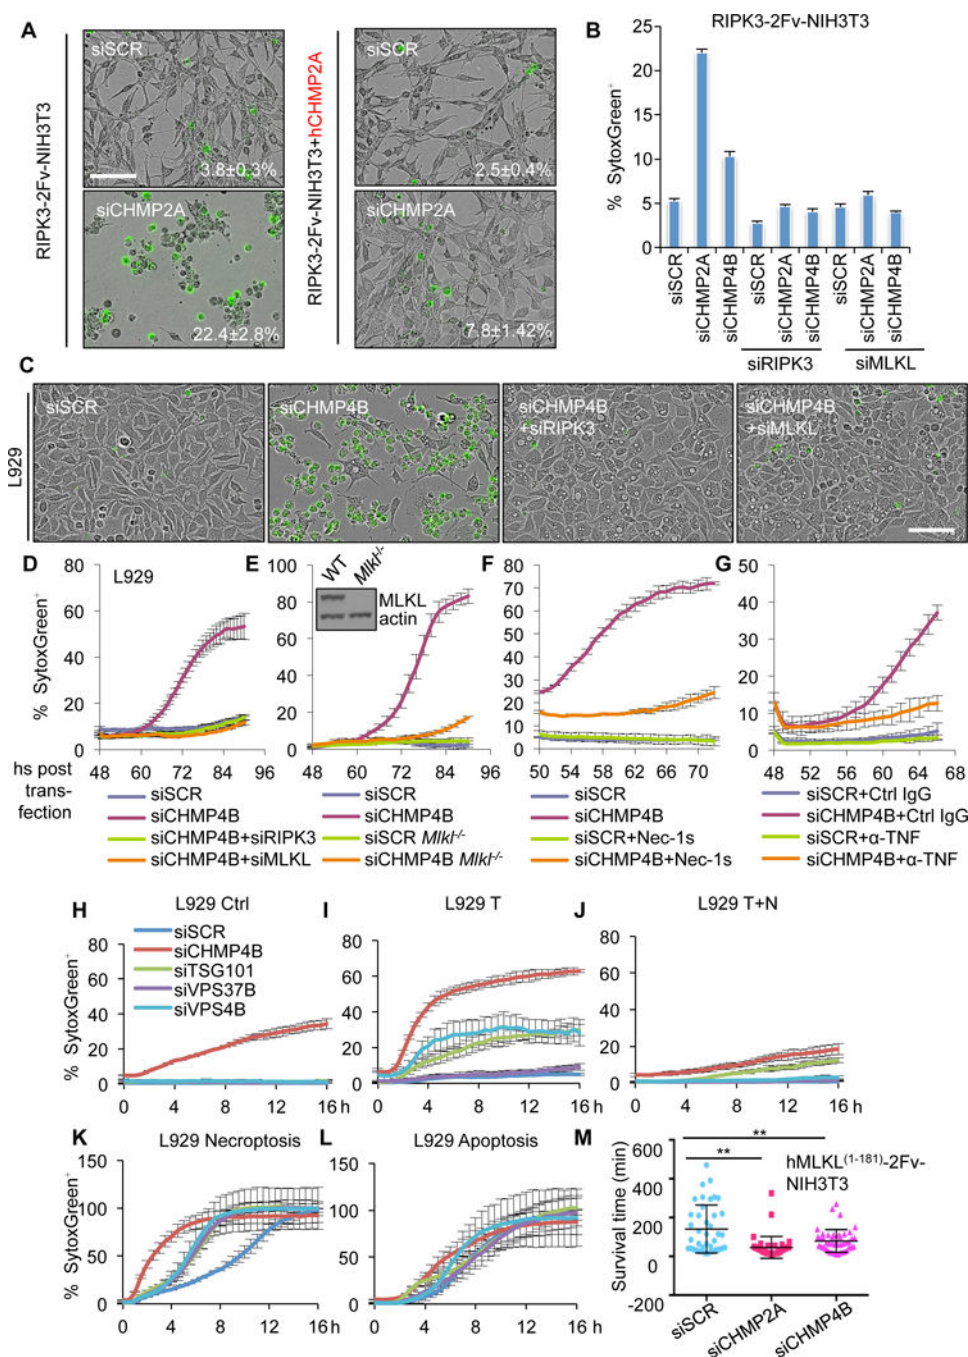 A
RIPK3-2Fv-NIH3T3
siSCR
3.8±0.3%
siCHMP2A
22.4±2.8%
RIPK3-2Fv-NIH3T3+hCHMP2A
siSCR
2.5±0.4%
siCHMP2A
7.8±1.42%
B
RIPK3-2Fv-NIH3T3
% SytoxGreen+
25
20
15
10
5
0
siSCR
siCHMP2A
siCHMP4B
siSCR
siCHMP2A
siCHMP4B
siSCR
siCHMP2A
siCHMP4B
siRIPK3
siMLKL
C
L929
siSCR
siCHMP4B
siCHMP4B
+siRIPK3
siCHMP4B
+siMLKL
D
L929
% SytoxGreen+
80
60
40
20
0
48 60 72 84 96
hs post
trans-
fection
siSCR
siCHMP4B
siCHMP4B+siRIPK3
siCHMP4B+siMLKL
E
WT Mlkl-/-
MLKL
actin
100
80
60
40
20
0
50 60 70 80 90
siSCR
siCHMP4B
siSCR Mlkl-/-
siCHMP4B Mlkl-/-
F
80
70
60
50
40
30
20
10
0
50 54 58 62 66 70
siSCR
siCHMP4B
siSCR+Nec-1s
siCHMP4B+Nec-1s
G
50
40
30
20
10
0
48 52 56 60 64 68
siSCR+Ctrl IgG
siCHMP4B+Ctrl IgG
siSCR+α-TNF
siCHMP4B+α-TNF
H
L929 Ctrl
% SytoxGreen+
80
60
40
20
0
siSCR
siCHMP4B
siTSG101
siVPS37B
siVPS4B
0 4 8 12 16 h
I
L929 T
80
60
40
20
0
0 4 8 12 16 h
J
L929 T+N
80
60
40
20
0
0 4 8 12 16 h
K
L929 Necroptosis
% SytoxGreen+
150
100
50
0
0 4 8 12 16 h
L
L929 Apoptosis
150
100
50
0
0 4 8 12 16 h
M
Survival time (min)
600
400
200
0
-200
**
**
hMLKL(1-181)-2Fv-
NIH3T3
siSCR
siCHMP2A
siCHMP4B